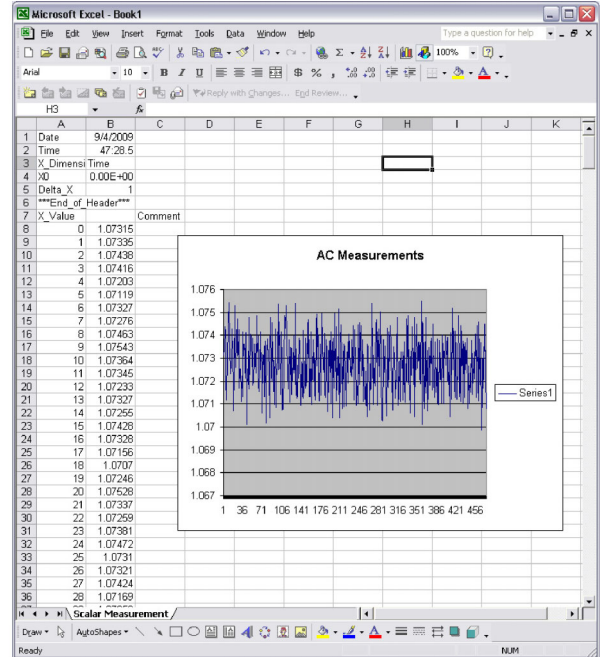 Microsoft Excel - Book1
File Edit View Insert Format Tools Data Window Help Type a question for help
100%
Arial 10 B I U $ % ,
Reply with Changes... End Review...
H3 fx
A B C D E F G H I J K
1 Date 9/4/2009
2 Time 47:28.5
3 X_Dimensi Time
4 X0 0.00E+00
5 Delta_X 1
6 ***End_of_Header***
7 X_Value Comment
8 0 1.07315
9 1 1.07335
10 2 1.07438
11 3 1.07416
12 4 1.07203
13 5 1.07119
14 6 1.07327
15 7 1.07276
16 8 1.07463
17 9 1.07543
18 10 1.07364
19 11 1.07345
20 12 1.07233
21 13 1.07327
22 14 1.07255
23 15 1.07428
24 16 1.07328
25 17 1.07156
26 18 1.0707
27 19 1.07246
28 20 1.07528
29 21 1.07337
30 22 1.07259
31 23 1.07381
32 24 1.07472
33 25 1.0731
34 26 1.07321
35 27 1.07424
36 28 1.07169
AC Measurements
1.076
1.075
1.074
1.073
1.072
1.071
1.07
1.069
1.068
1.067
1 36 71 106 141 176 211 246 281 316 351 386 421 456
Series1
Scalar Measurement
Draw AutoShapes
Ready NUM